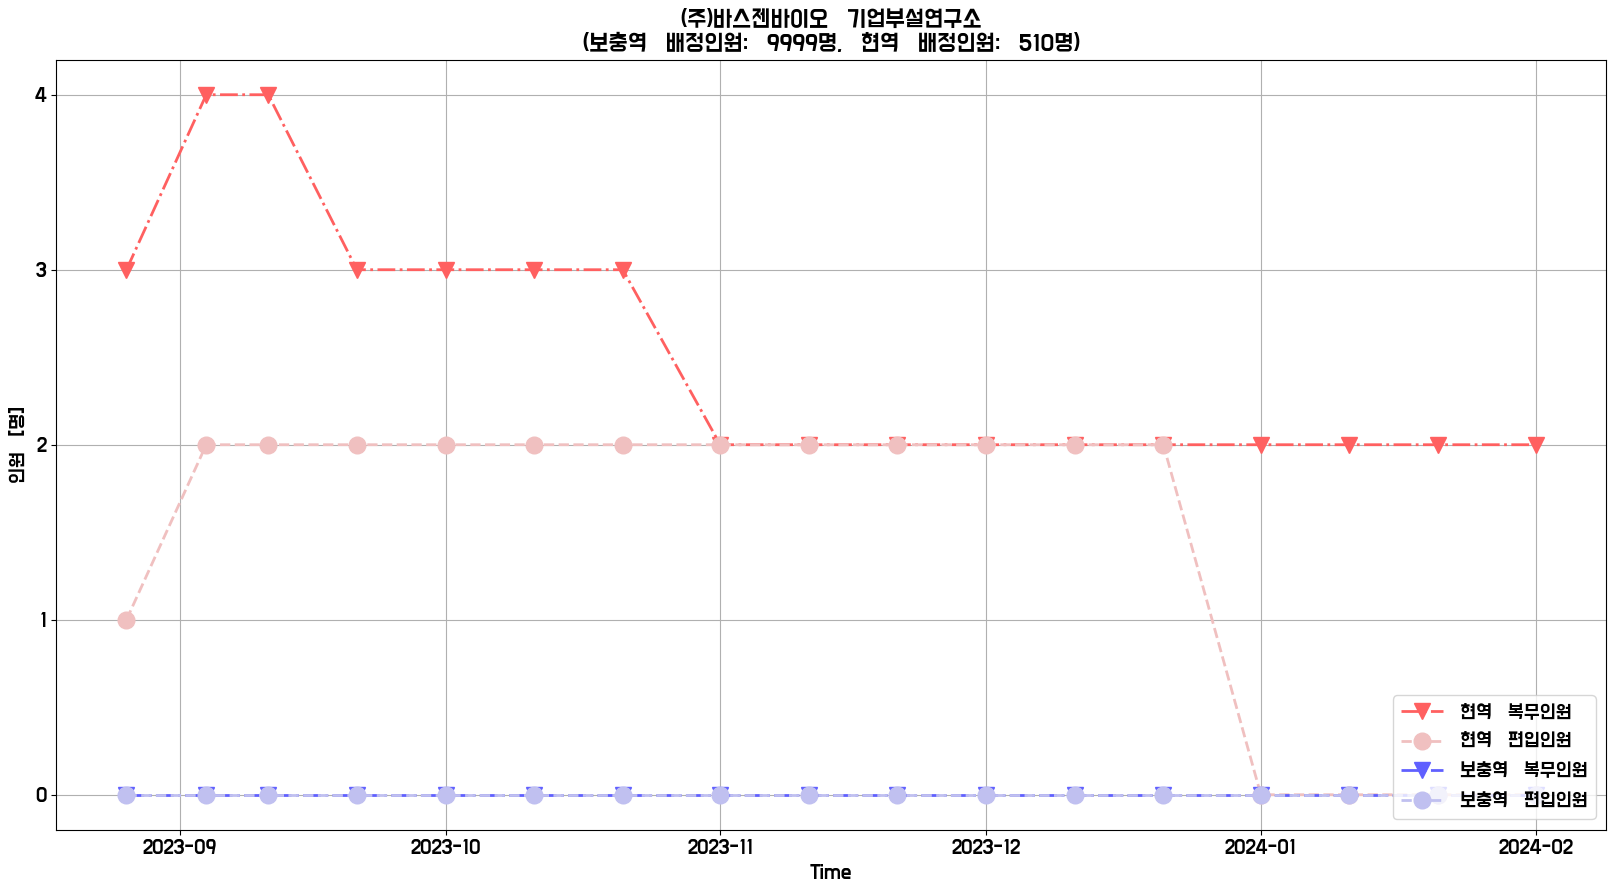 (주)바스젠바이오 기업부설연구소
(보충역 배정인원: 9999명, 현역 배정인원: 510명)
인원 [명]
4
3
2
1
0
현역 복무인원
현역 편입인원
보충역 복무인원
보충역 편입인원
2023-09 2023-10 2023-11 2023-12 2024-01 2024-02
Time